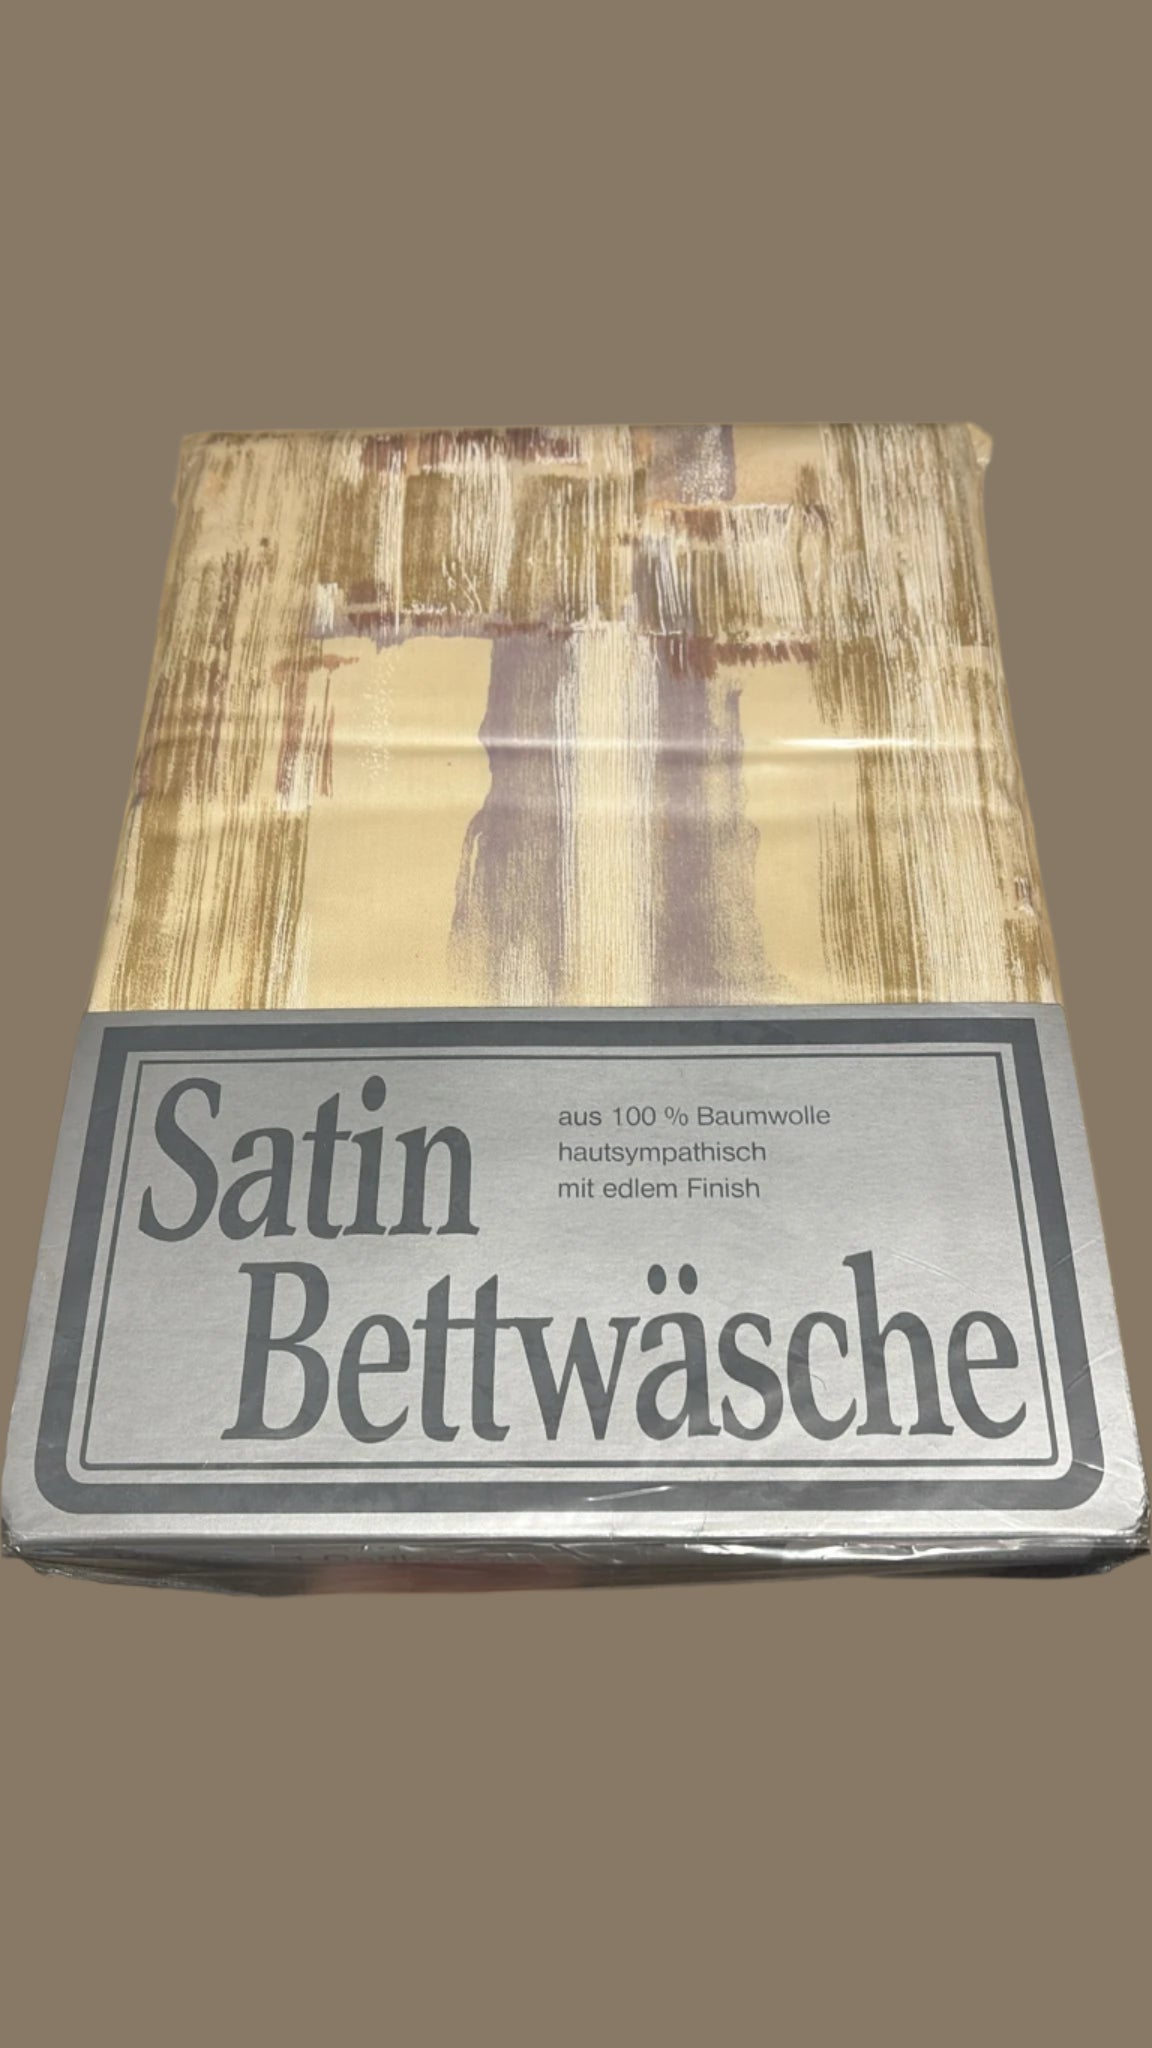 Satin
aus 100 % Baumwolle
hautsympathisch
mit edlem Finish
Bettwäsche